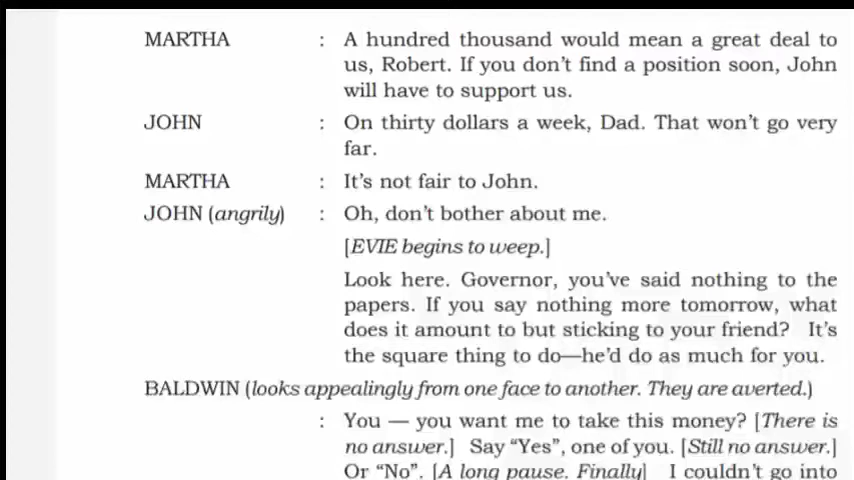 MARTHA : A hundred thousand would mean a great deal to
us, Robert. If you don't find a position soon, John
will have to support us.
JOHN : On thirty dollars a week, Dad. That won't go very
far.
MARTHA : It's not fair to John.
JOHN (angrily) : Oh, don't bother about me.
[EVIE begins to weep.]
Look here. Governor, you've said nothing to the
papers. If you say nothing more tomorrow, what
does it amount to but sticking to your friend? It's
the square thing to do—he'd do as much for you.
BALDWIN (looks appealingly from one face to another. They are averted.)
: You — you want me to take this money? [There is
no answer.] Say “Yes”, one of you. [Still no answer.]
Or “No”. [A long pause. Finally] I couldn't go into